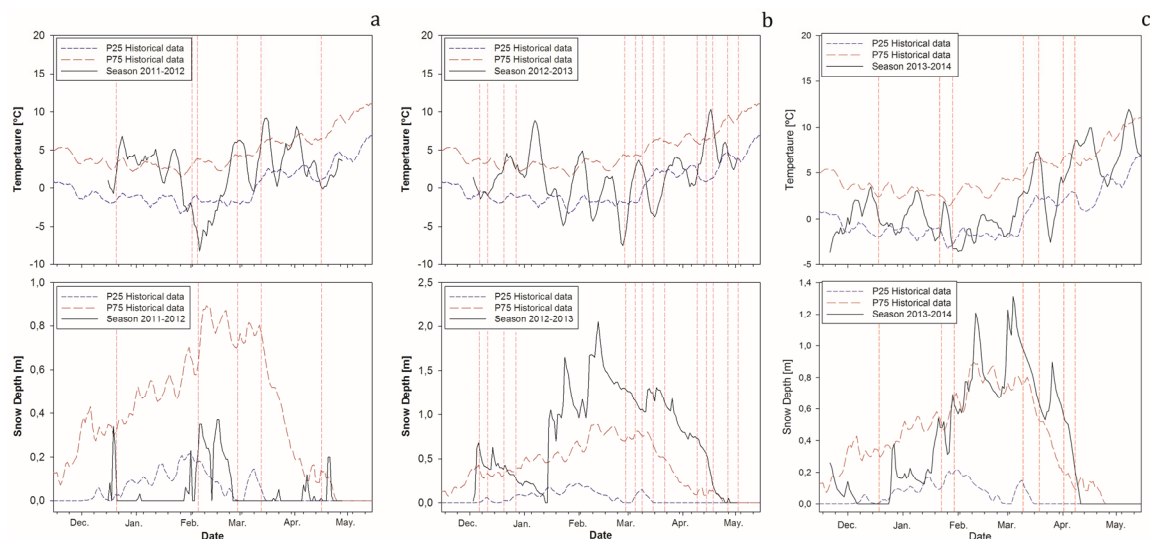 a
P25 Historical data
P75 Historical data
Season 2011-2012
Tempertaure [ºC]
20
15
10
5
0
-5
-10
P25 Historical data
P75 Historical data
Season 2011-2012
Snow Depth [m]
1,0
0,8
0,6
0,4
0,2
0,0
Dec. Jan. Feb. Mar. Apr. May.
Date
b
P25 Historical data
P75 Historical data
Season 2012-2013
Tempertaure [ºC]
20
15
10
5
0
-5
-10
P25 Historical data
P75 Historical data
Season 2012-2013
Snow Depth [m]
2,5
2,0
1,5
1,0
0,5
0,0
Dec. Jan. Feb. Mar. Apr. May.
Date
c
P25 Historical data
P75 Historical data
Season 2013-2014
Tempertaure [ºC]
20
15
10
5
0
-5
P25 Historical data
P75 Historical data
Season 2013-2014
Snow Depth [m]
1,4
1,2
1,0
0,8
0,6
0,4
0,2
0,0
Dec. Jan. Feb. Mar. Apr. May.
Date